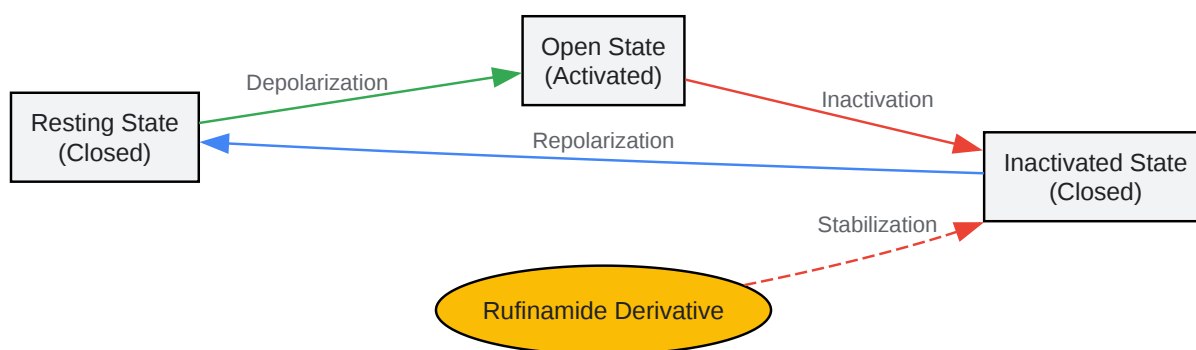 Open State
(Activated)
Depolarization
Inactivation
Resting State
(Closed)
Repolarization
Inactivated State
(Closed)
Stabilization
Rufinamide Derivative